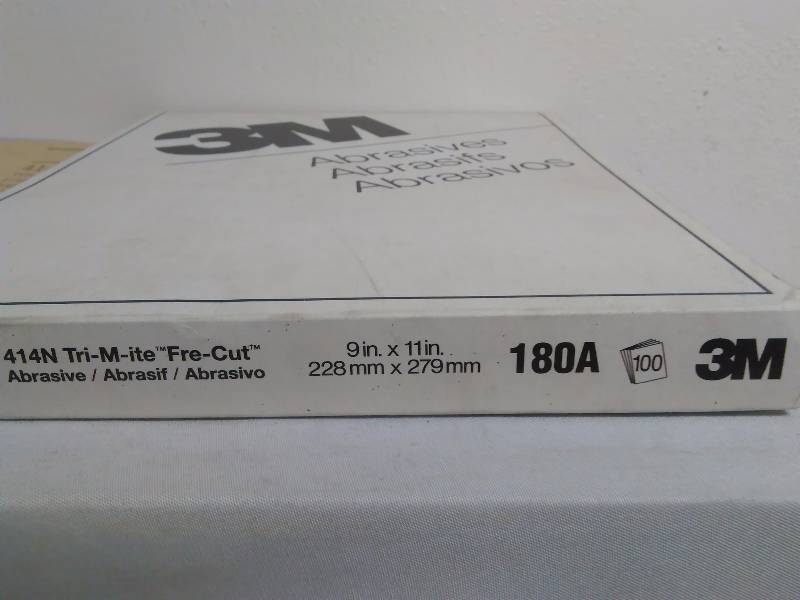 3M
Abrasives
Abrasifs
Abrasivos
414N Tri-M-ite™ Fre-Cut™
Abrasive / Abrasif / Abrasivo
9 in. x 11 in.
228 mm x 279 mm
180A
100
3M